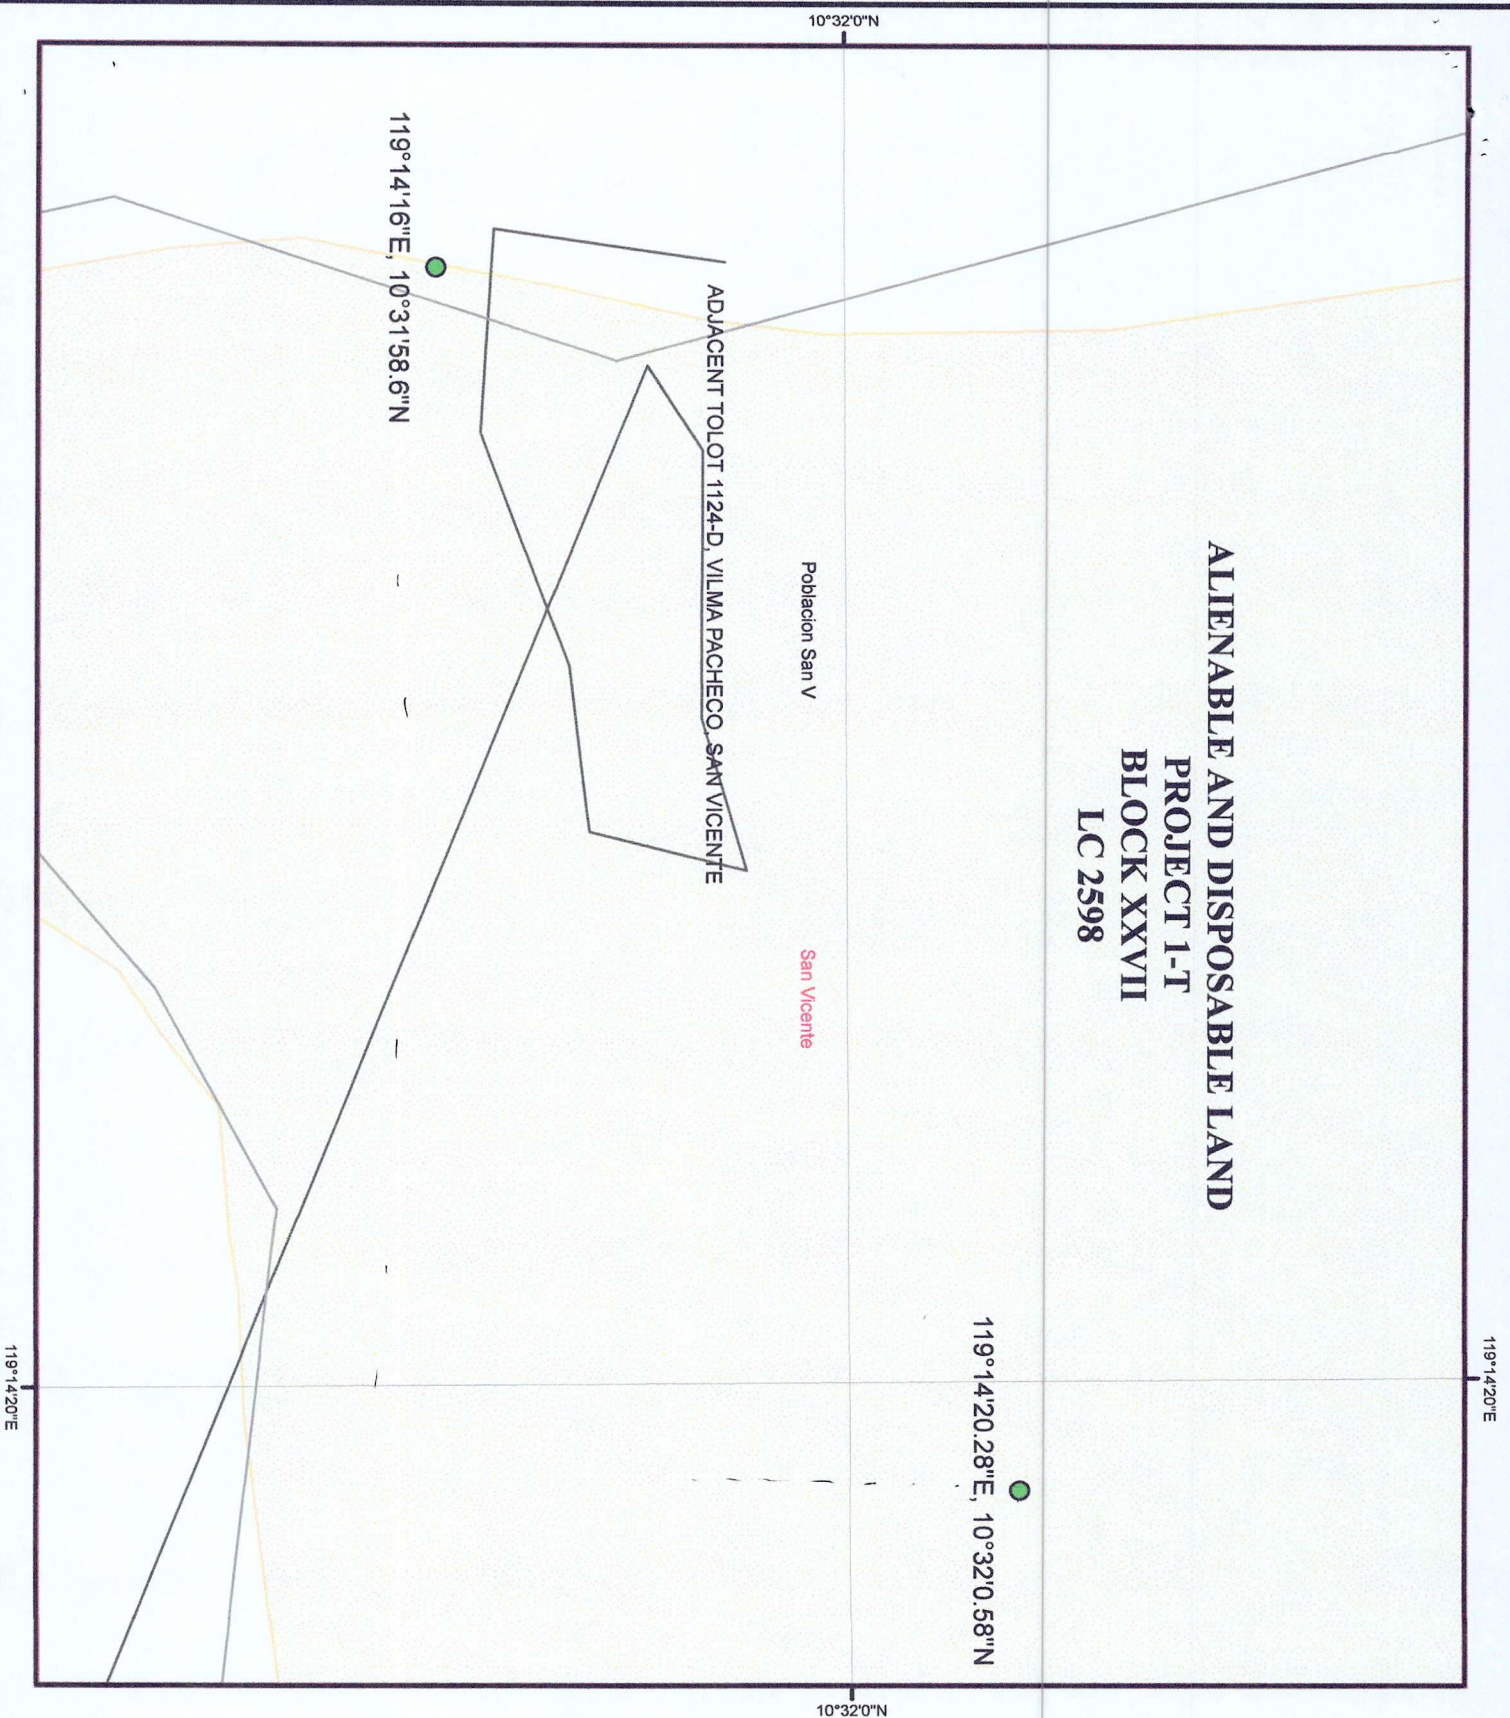 10°32'0"N
ALIENABLE AND DISPOSABLE LAND
PROJECT 1-T
BLOCK XXVII
LC 2598
119°14'20"E
119°14'20.28"E, 10°32'0.58"N
Poblacion San V
San Vicente
ADJACENT TOLOT 1124-D, VILMA PACHECO, SAN VICENTE
119°14'16"E, 10°31'58.6"N
119°14'20"E
10°32'0"N